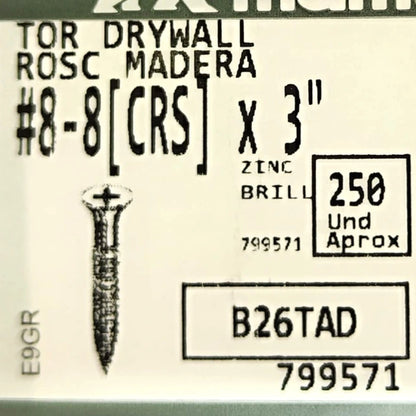 TOR DRYWALL
ROSC MADERA
#8-8[CRS] X 3"
ZINC
BRILL
250
Und
Aprox
799571
B26TAD
799571
E9GR